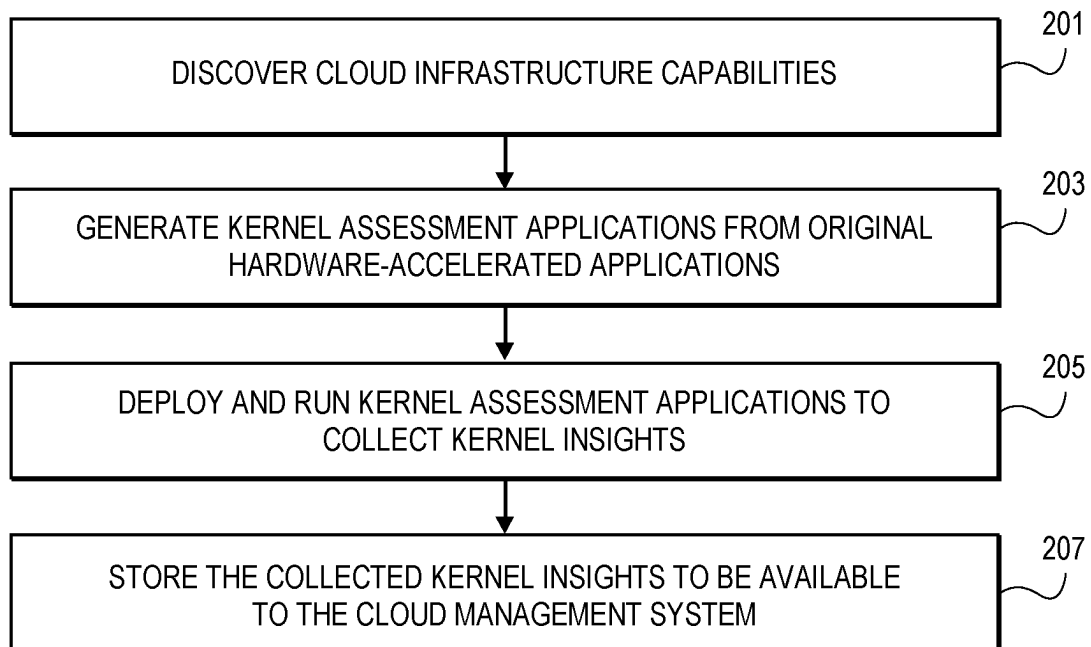 201
DISCOVER CLOUD INFRASTRUCTURE CAPABILITIES
203
GENERATE KERNEL ASSESSMENT APPLICATIONS FROM ORIGINAL
HARDWARE-ACCELERATED APPLICATIONS
205
DEPLOY AND RUN KERNEL ASSESSMENT APPLICATIONS TO
COLLECT KERNEL INSIGHTS
207
STORE THE COLLECTED KERNEL INSIGHTS TO BE AVAILABLE
TO THE CLOUD MANAGEMENT SYSTEM